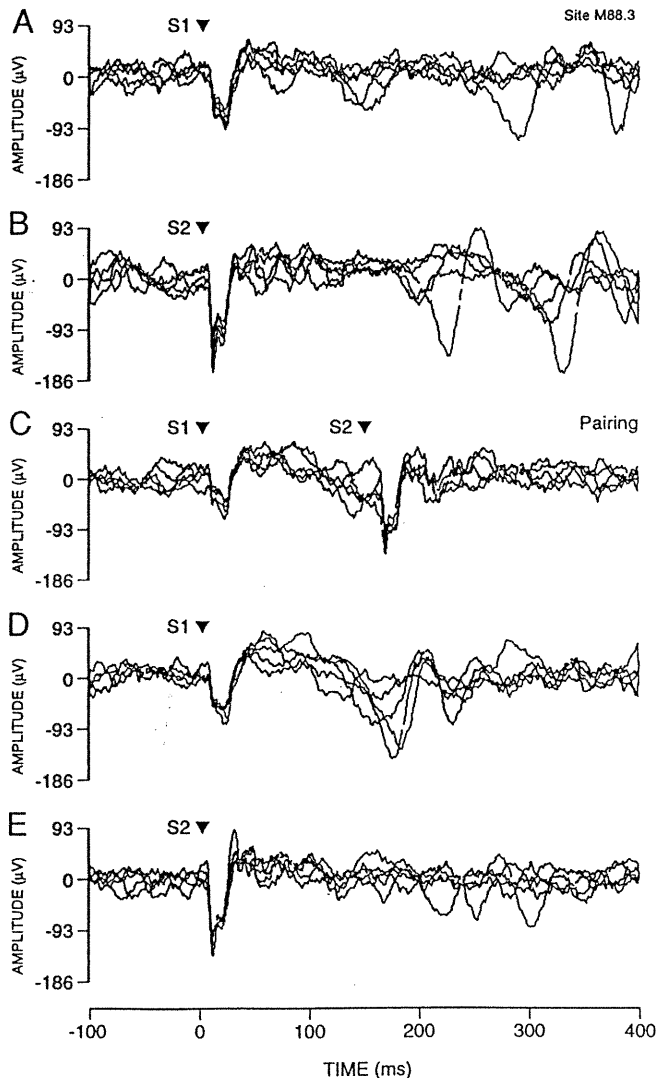 A
Site M88.3
S1 ▼
93
0
-93
-186
AMPLITUDE (µV)
B
S2 ▼
93
0
-93
-186
AMPLITUDE (µV)
C
S1 ▼ S2 ▼ Pairing
93
0
-93
-186
AMPLITUDE (µV)
D
S1 ▼
93
0
-93
-186
AMPLITUDE (µV)
E
S2 ▼
93
0
-93
-186
AMPLITUDE (µV)
-100 0 100 200 300 400
TIME (ms)